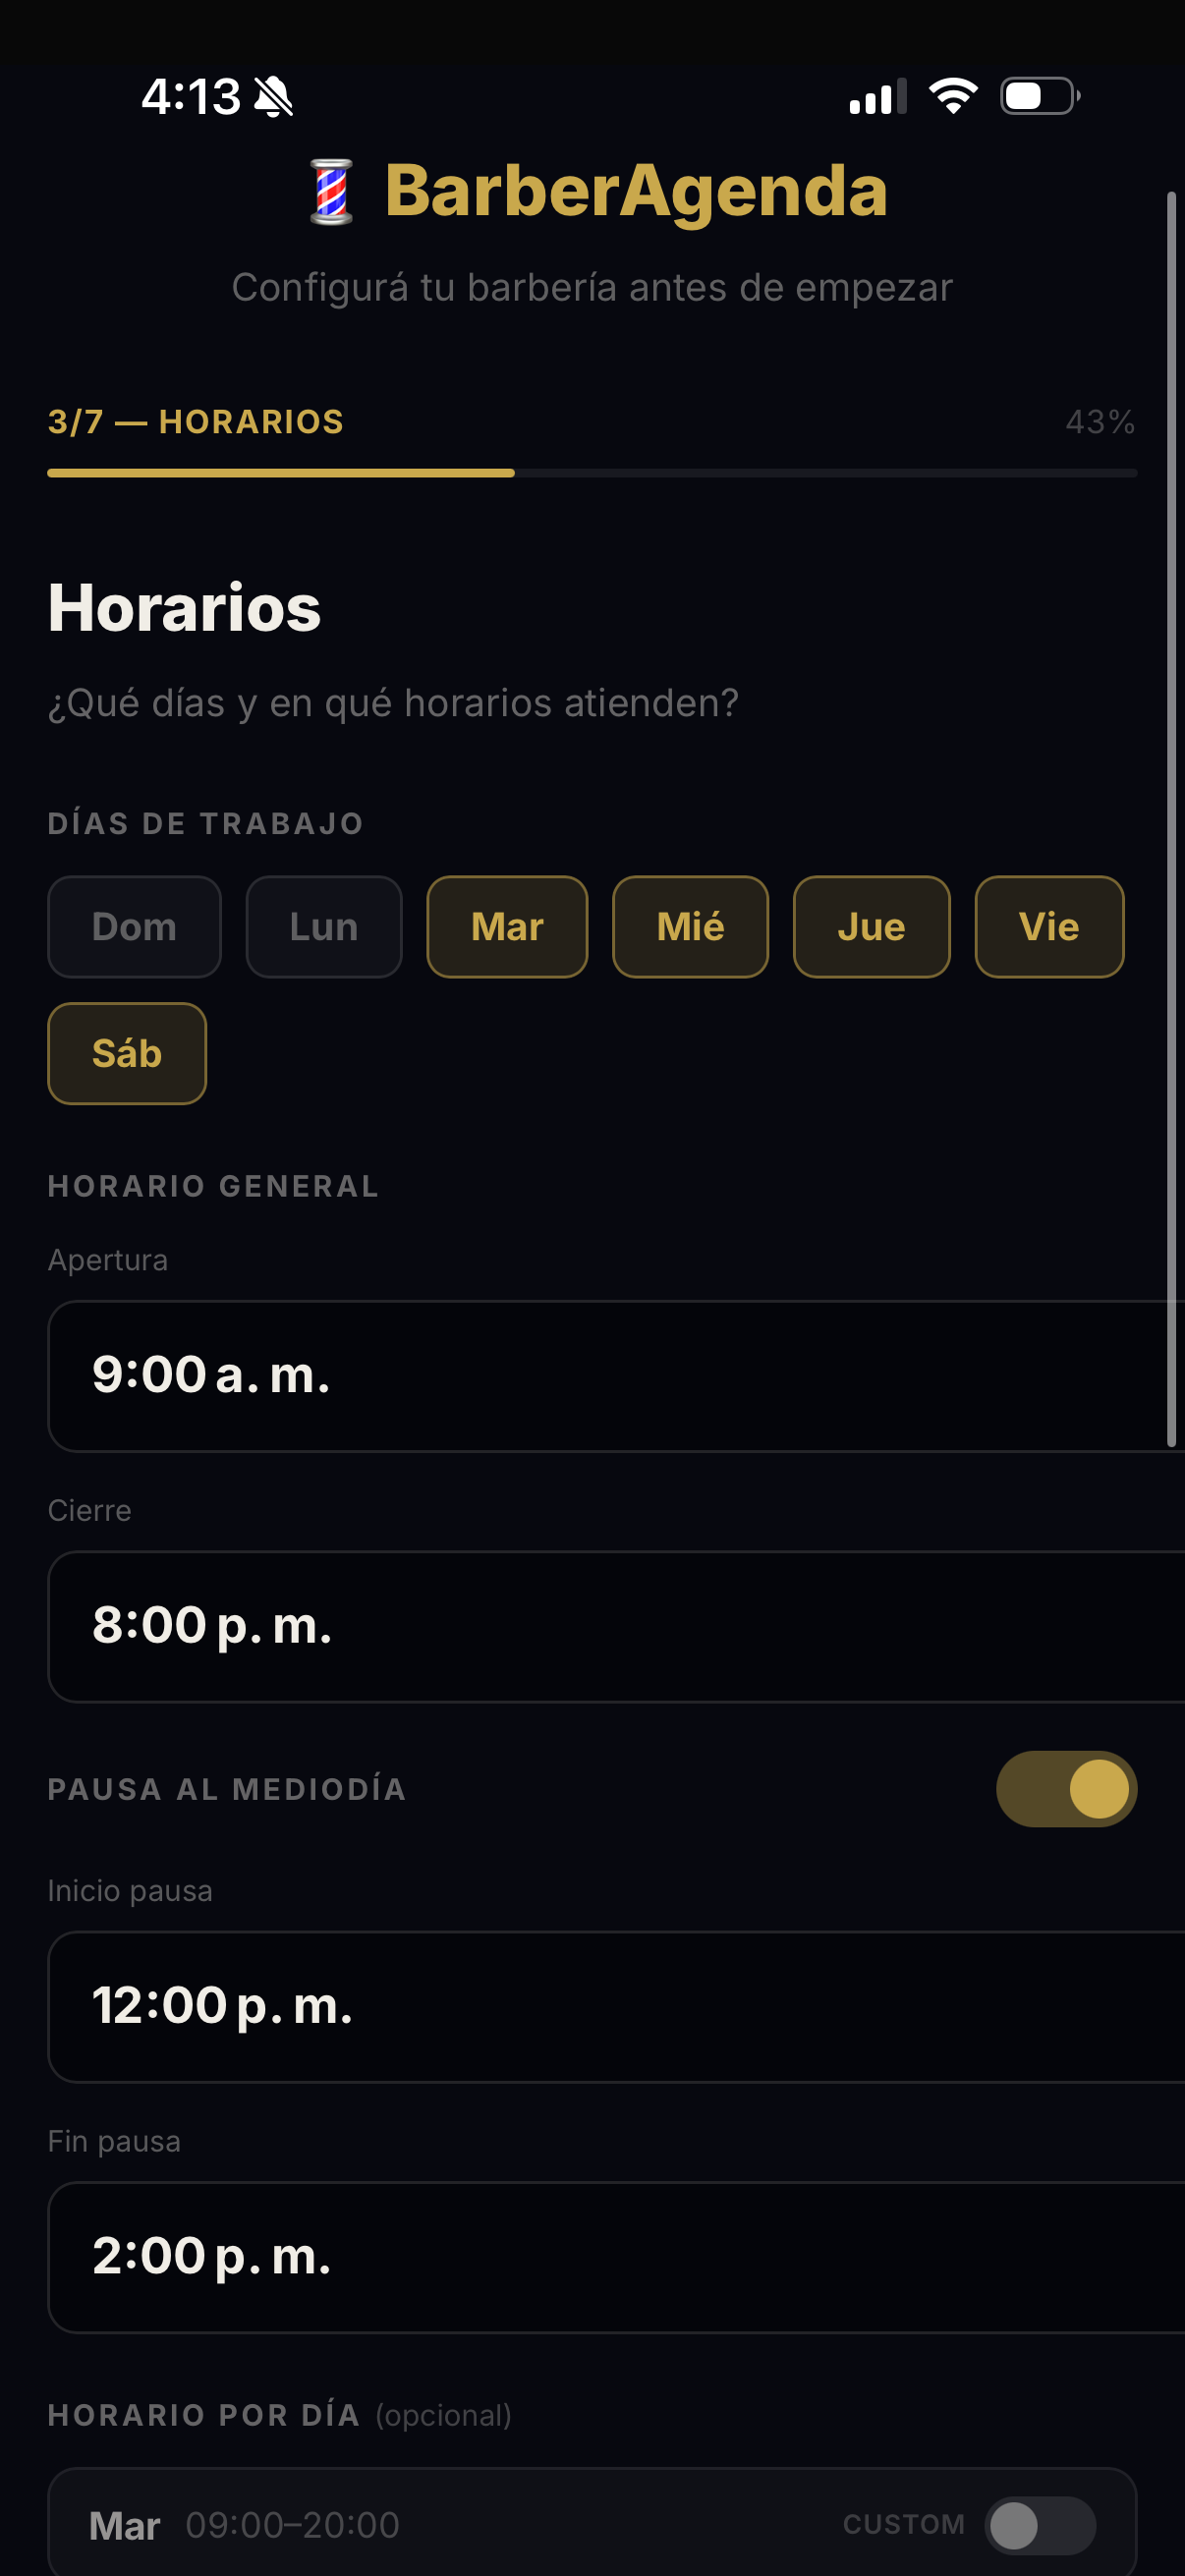 4:13
BarberAgenda
Configurá tu barbería antes de empezar
3/7 — HORARIOS 43%
Horarios
¿Qué días y en qué horarios atienden?
DÍAS DE TRABAJO
Dom Lun Mar Mié Jue Vie
Sáb
HORARIO GENERAL
Apertura
9:00 a. m.
Cierre
8:00 p. m.
PAUSA AL MEDIODÍA
Inicio pausa
12:00 p. m.
Fin pausa
2:00 p. m.
HORARIO POR DÍA (opcional)
Mar 09:00–20:00 CUSTOM